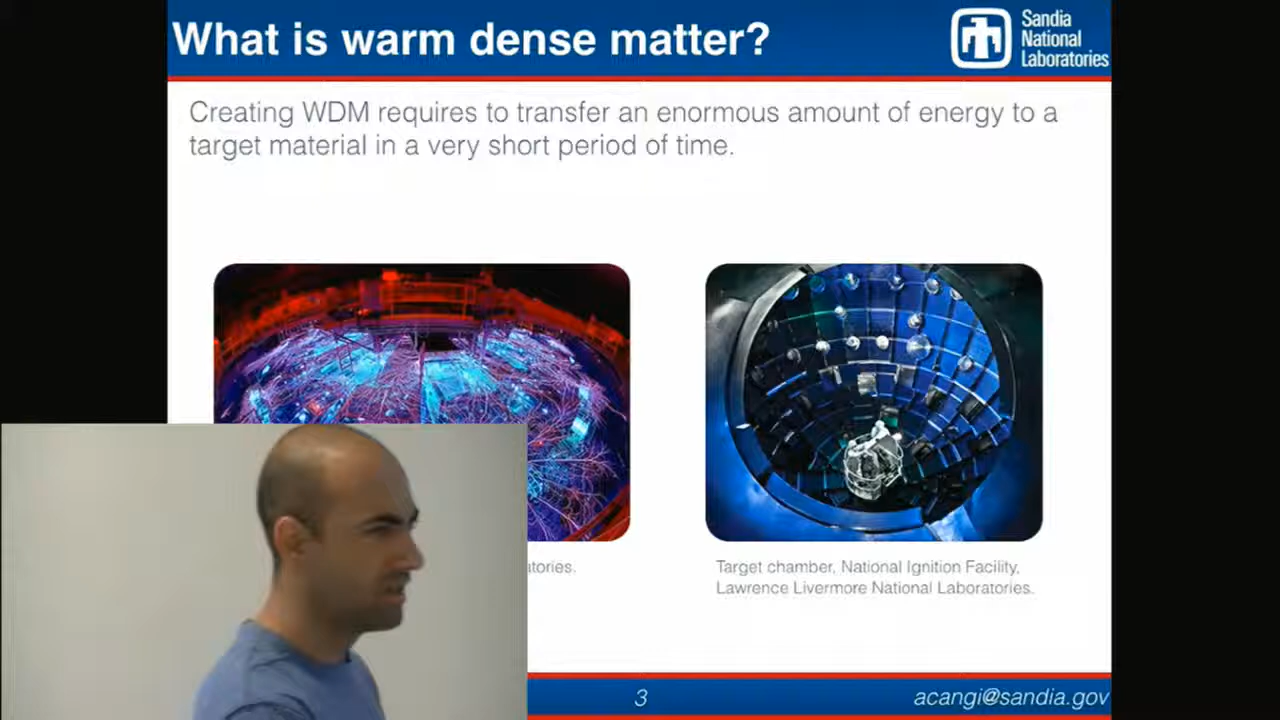 What is warm dense matter?
Sandia
National
Laboratories
Creating WDM requires to transfer an enormous amount of energy to a
target material in a very short period of time.
Target chamber, National Ignition Facility,
Lawrence Livermore National Laboratories.
3
acangi@sandia.gov